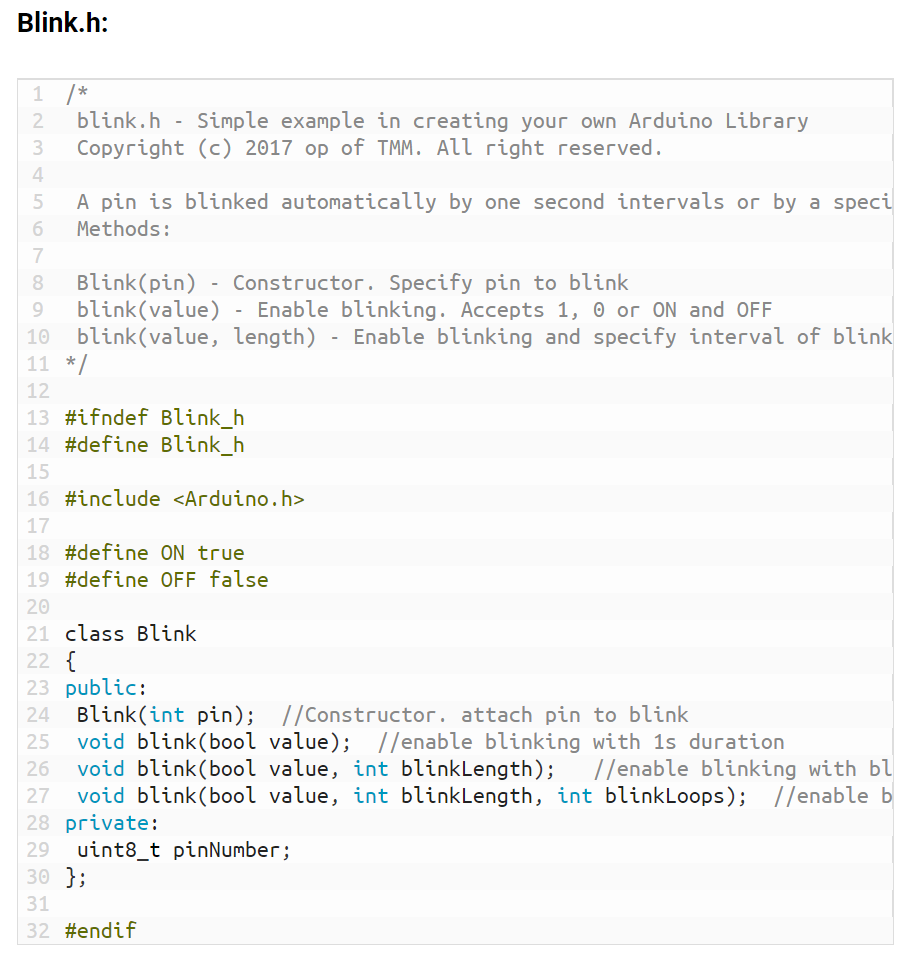 Blink.h:
1 /*
2  blink.h - Simple example in creating your own Arduino Library
3  Copyright (c) 2017 op of TMM. All right reserved.
4
5  A pin is blinked automatically by one second intervals or by a speci
6  Methods:
7
8  Blink(pin) - Constructor. Specify pin to blink
9  blink(value) - Enable blinking. Accepts 1, 0 or ON and OFF
10  blink(value, length) - Enable blinking and specify interval of blink
11 */
12
13 #ifndef Blink_h
14 #define Blink_h
15
16 #include <Arduino.h>
17
18 #define ON true
19 #define OFF false
20
21 class Blink
22 {
23 public:
24  Blink(int pin);  //Constructor. attach pin to blink
25  void blink(bool value);  //enable blinking with 1s duration
26  void blink(bool value, int blinkLength);   //enable blinking with bl
27  void blink(bool value, int blinkLength, int blinkLoops);  //enable b
28 private:
29  uint8_t pinNumber;
30 };
31
32 #endif